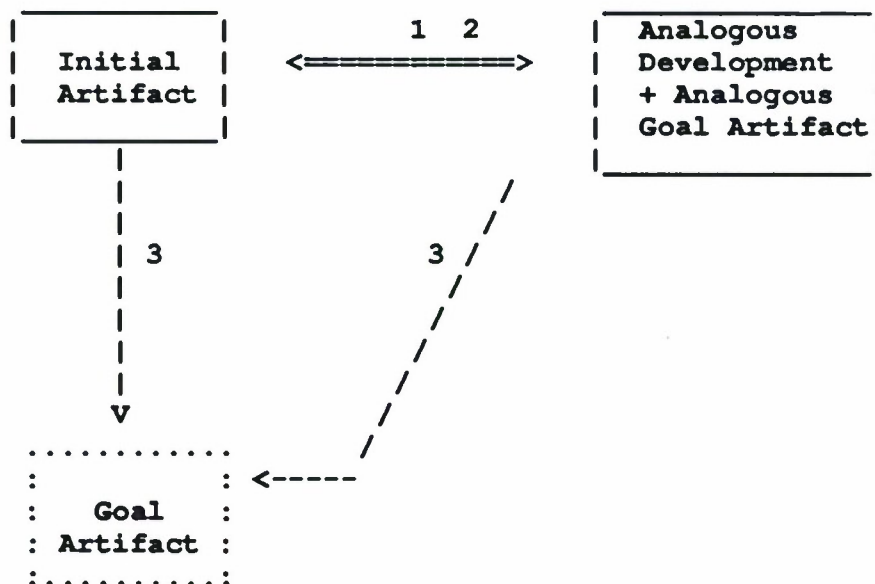 1 2
Initial
Artifact
Analogous
Development
+ Analogous
Goal Artifact
3
3
Goal
Artifact